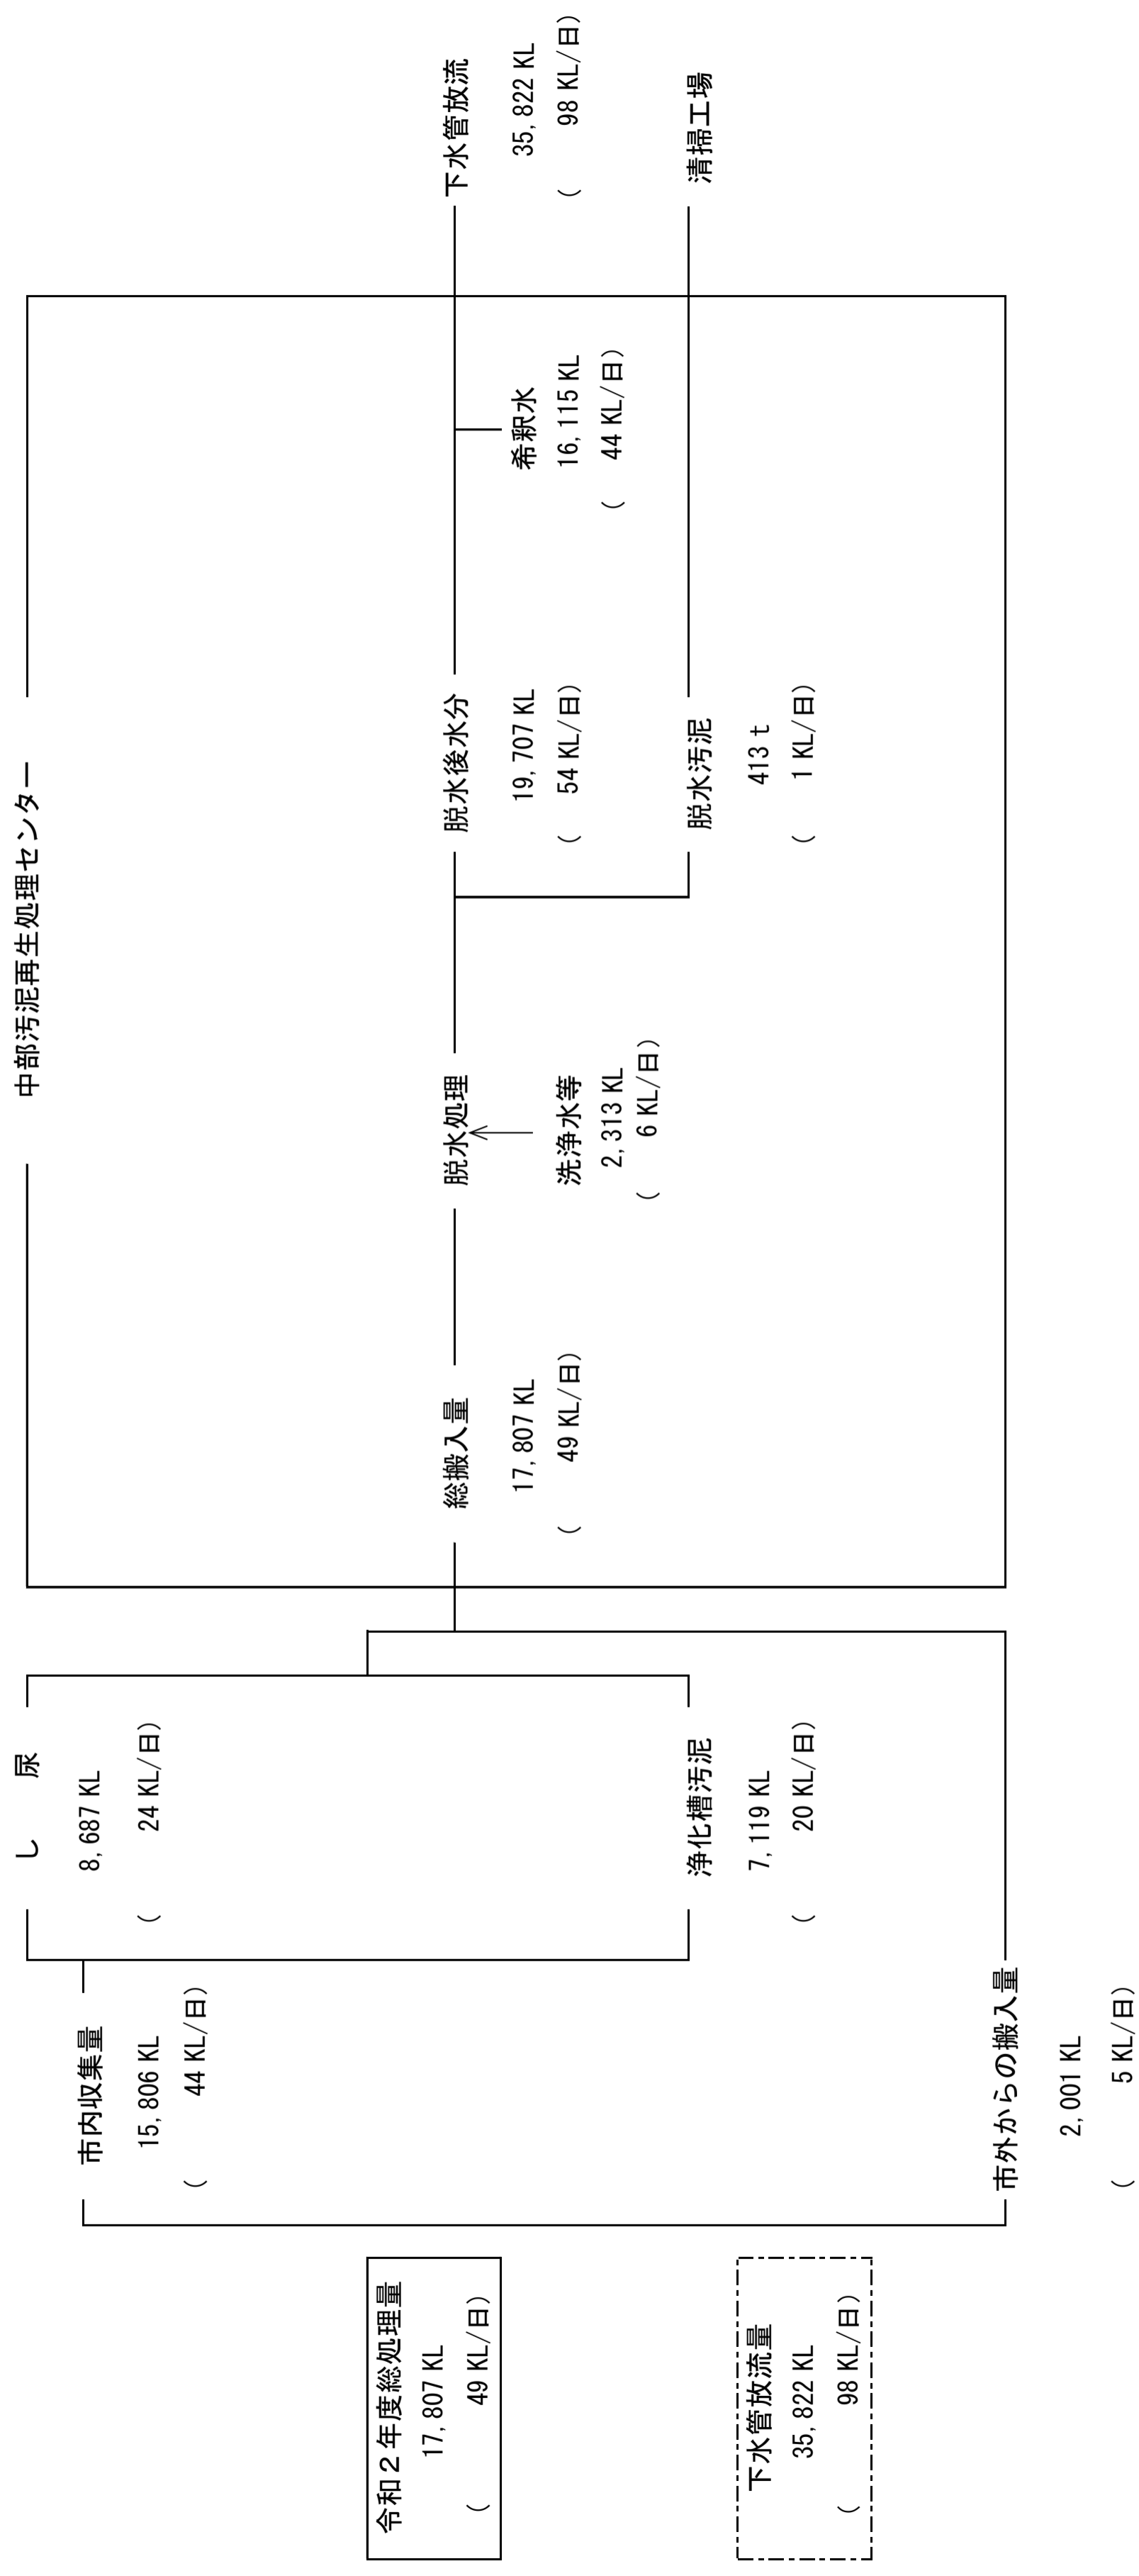 令和２年度総処理量
17,807 KL
( 49 KL/日)
下水管放流量
35,822 KL
( 98 KL/日)
市内収集量
15,806 KL
( 44 KL/日)
市外からの搬入量
2,001 KL
( 5 KL/日)
し 尿
8,687 KL
( 24 KL/日)
浄化槽汚泥
7,119 KL
( 20 KL/日)
中部汚泥再生処理センター
総搬入量
17,807 KL
( 49 KL/日)
脱水処理
洗浄水等
2,313 KL
( 6 KL/日)
脱水後水分
19,707 KL
( 54 KL/日)
脱水汚泥
413 t
( 1 KL/日)
希釈水
16,115 KL
( 44 KL/日)
下水管放流
35,822 KL
( 98 KL/日)
清掃工場